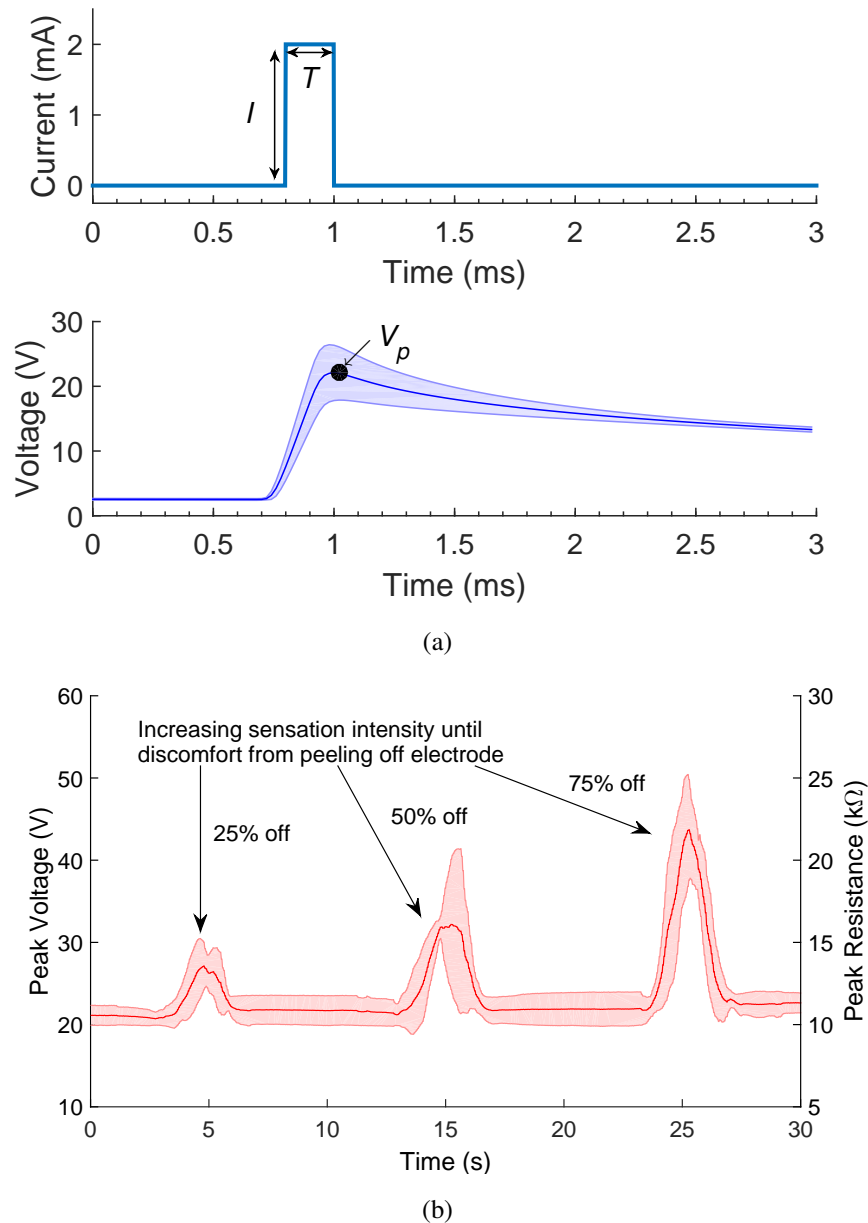 2
1
0
Current (mA)
I
T
0 0.5 1 1.5 2 2.5 3
Time (ms)
30
20
10
0
Voltage (V)
Vp
0 0.5 1 1.5 2 2.5 3
Time (ms)
(a)
60
50
40
30
20
10
Peak Voltage (V)
Increasing sensation intensity until
discomfort from peeling off electrode
25% off
50% off
75% off
30
25
20
15
10
5
Peak Resistance (kΩ)
0 5 10 15 20 25 30
Time (s)
(b)